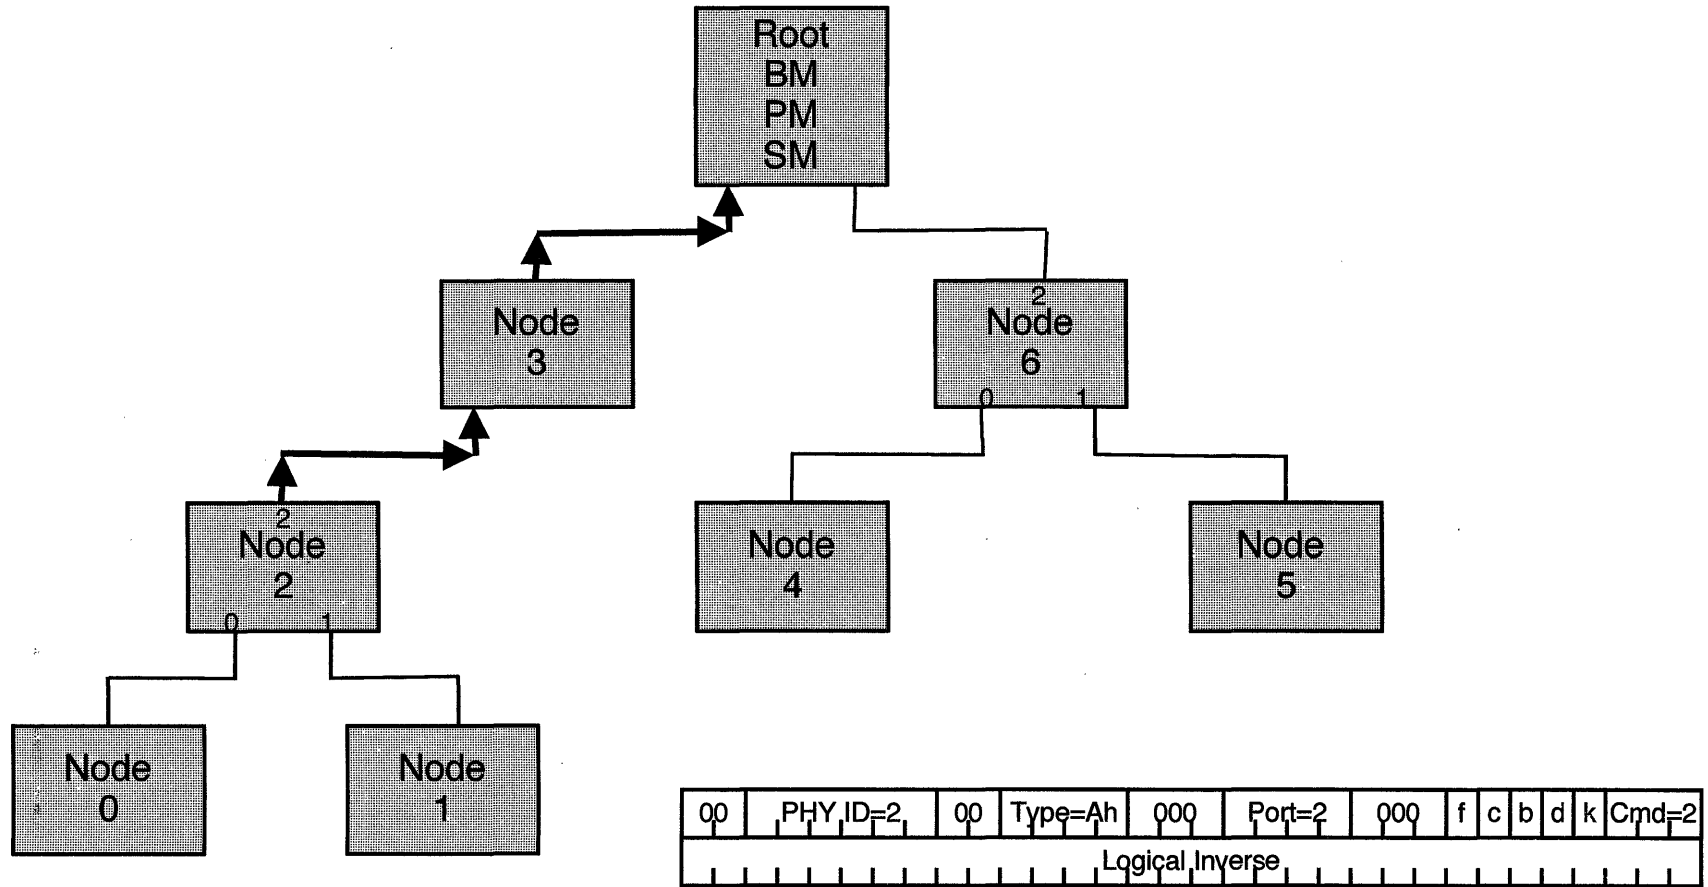 Root
BM
PM
SM
Node
3
2
Node
6
0 1
2
Node
2
0 1
Node
4
Node
5
Node
0
Node
1
00 PHY ID=2 00 Type=Ah 000 Port=2 000 f c b d k Cmd=2
Logical Inverse